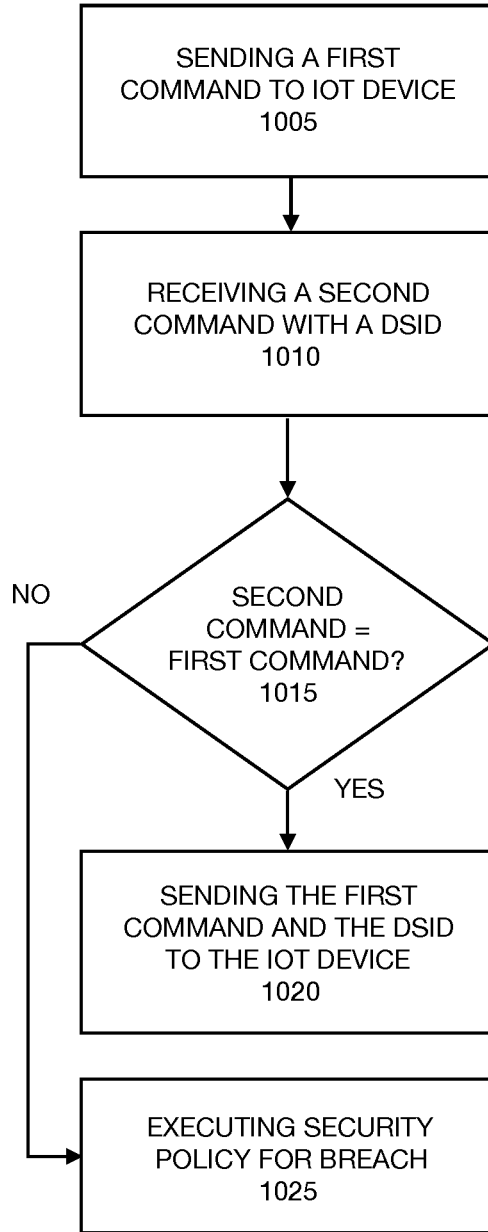 SENDING A FIRST
COMMAND TO IOT DEVICE
1005
RECEIVING A SECOND
COMMAND WITH A DSID
1010
NO
SECOND
COMMAND =
FIRST COMMAND?
1015
YES
SENDING THE FIRST
COMMAND AND THE DSID
TO THE IOT DEVICE
1020
EXECUTING SECURITY
POLICY FOR BREACH
1025